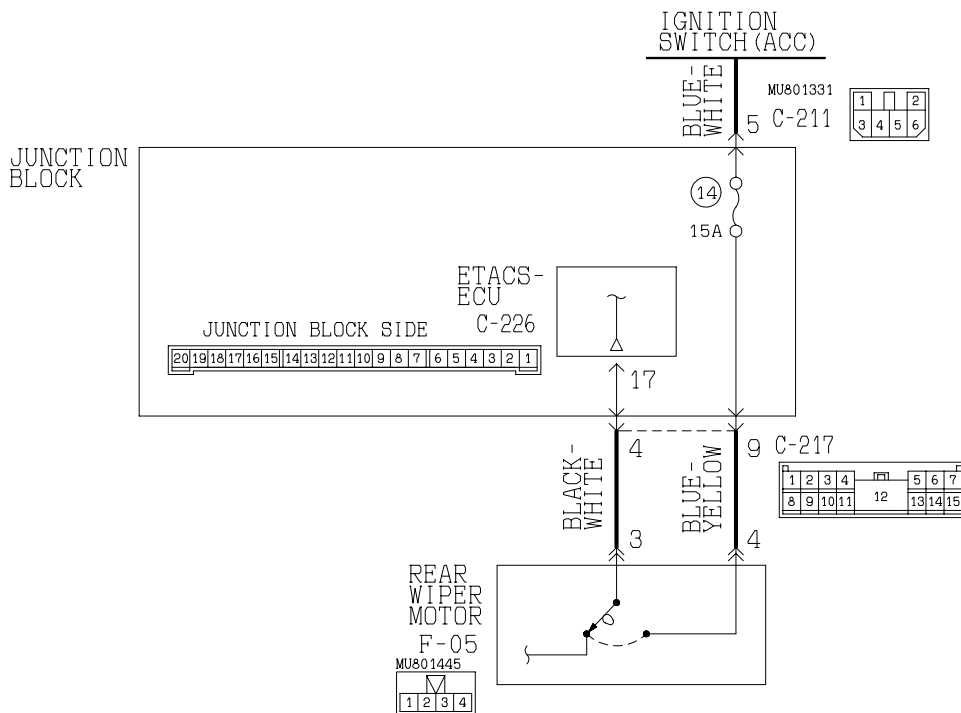 IGNITION
SWITCH(ACC)
BLUE-
WHITE
MU801331
5 C-211
1 2
3 4 5 6
JUNCTION
BLOCK
14
15A
ETACS-
ECU
C-226
JUNCTION BLOCK SIDE
20 19 18 17 16 15 14 13 12 11 10 9 8 7 6 5 4 3 2 1
17
4
9 C-217
BLACK-
WHITE
BLUE-
YELLOW
1 2 3 4 5 6 7
8 9 10 11 12 13 14 15
3
4
REAR
WIPER
MOTOR
F-05
MU801445
1 2 3 4